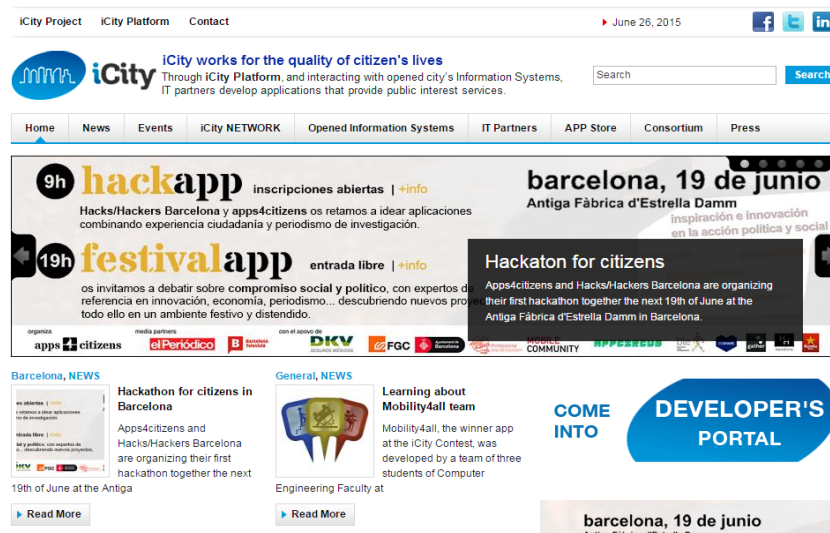 iCity Project iCity Platform Contact
June 26, 2015
iCity
iCity works for the quality of citizen's lives
Through iCity Platform, and interacting with opened city's Information Systems,
IT partners develop applications that provide public interest services.
Search
Search
Home News Events iCity NETWORK Opened Information Systems IT Partners APP Store Consortium Press
9h hackapp inscripciones abiertas | +info
Hacks/Hackers Barcelona y apps4citizens os retamos a idear aplicaciones
combinando experiencia ciudadanía y periodismo de investigación.
19h festivalapp entrada libre | +info
os invitamos a debatir sobre compromiso social y político, con expertos de
referencia en innovación, economía, periodismo... descubriendo nuevos proyec
todo ello en un ambiente festivo y distendido.
barcelona, 19 de junio
Antiga Fàbrica d'Estrella Damm
inspiración e innovación
en la acción política y social
Hackaton for citizens
Apps4citizens and Hacks/Hackers Barcelona are organizing
their first hackathon together the next 19th of June at the
Antiga Fàbrica d'Estrella Damm in Barcelona.
organiza
apps 4 citizens
media partners
elPeriódico
con el apoyo de
DKV
SEGUROS MÉDICOS
FGC
MOBILE
COMMUNITY
APPCIRCUS
gather
Barcelona, NEWS
Hackathon for citizens in
Barcelona
Apps4citizens and
Hacks/Hackers Barcelona
are organizing their first
hackathon together the next
19th of June at the Antiga
Read More
General, NEWS
Learning about
Mobility4all team
Mobility4all, the winner app
at the iCity Contest, was
developed by a team of three
students of Computer
Engineering Faculty at
Read More
COME
INTO
DEVELOPER'S
PORTAL
barcelona, 19 de junio